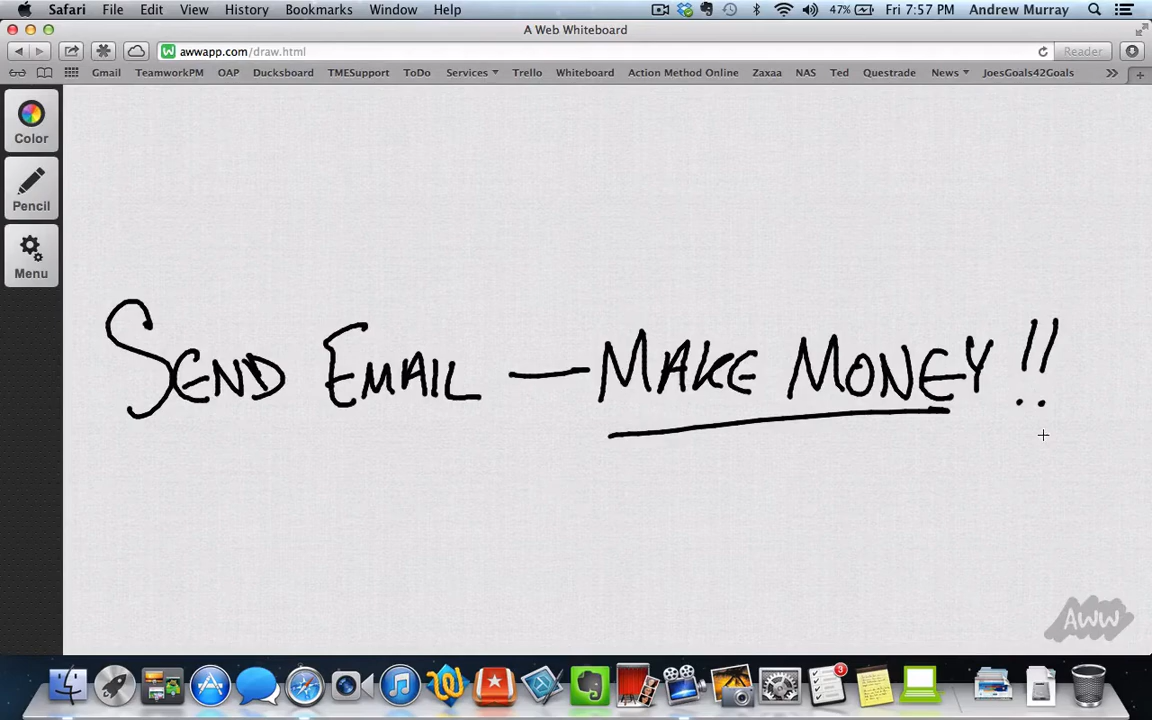 Safari File Edit View History Bookmarks Window Help 47% Fri 7:57 PM Andrew Murray
A Web Whiteboard
awwapp.com/draw.html Reader
Gmail TeamworkPM OAP Ducksboard TMESupport ToDo Services Trello Whiteboard Action Method Online Zaxaa NAS Ted Questrade News JoesGoals42Goals
Color
Pencil
Menu
SEND EMAIL — MAKE MONEY!!
AWW
3